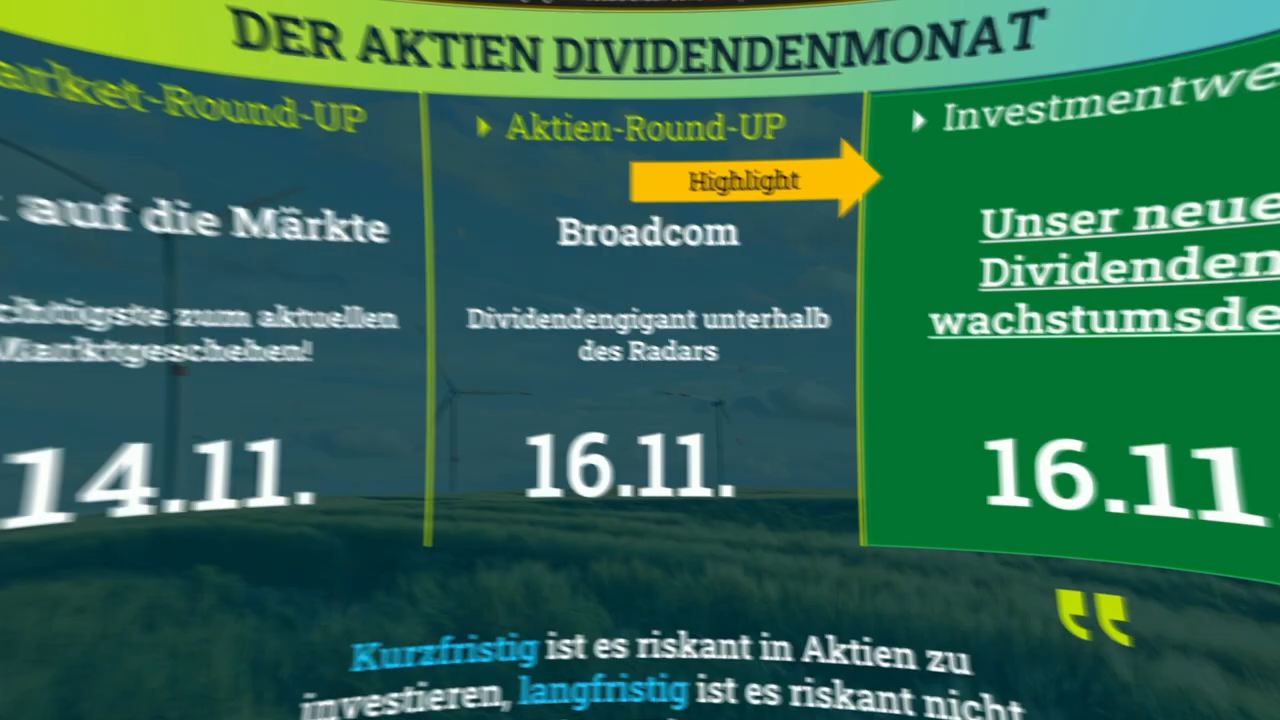 DER AKTIEN DIVIDENDENMONAT
arket-Round-UP
auf die Märkte
chtigste zum aktuellen
Marktgeschehen!
14.11.
Aktien-Round-UP
Highlight
Broadcom
Dividendengigant unterhalb
des Radars
16.11.
Investmentwe
Unser neue
Dividenden
wachstumsde
16.11
Kurzfristig ist es riskant in Aktien zu
investieren, langfristig ist es riskant nicht